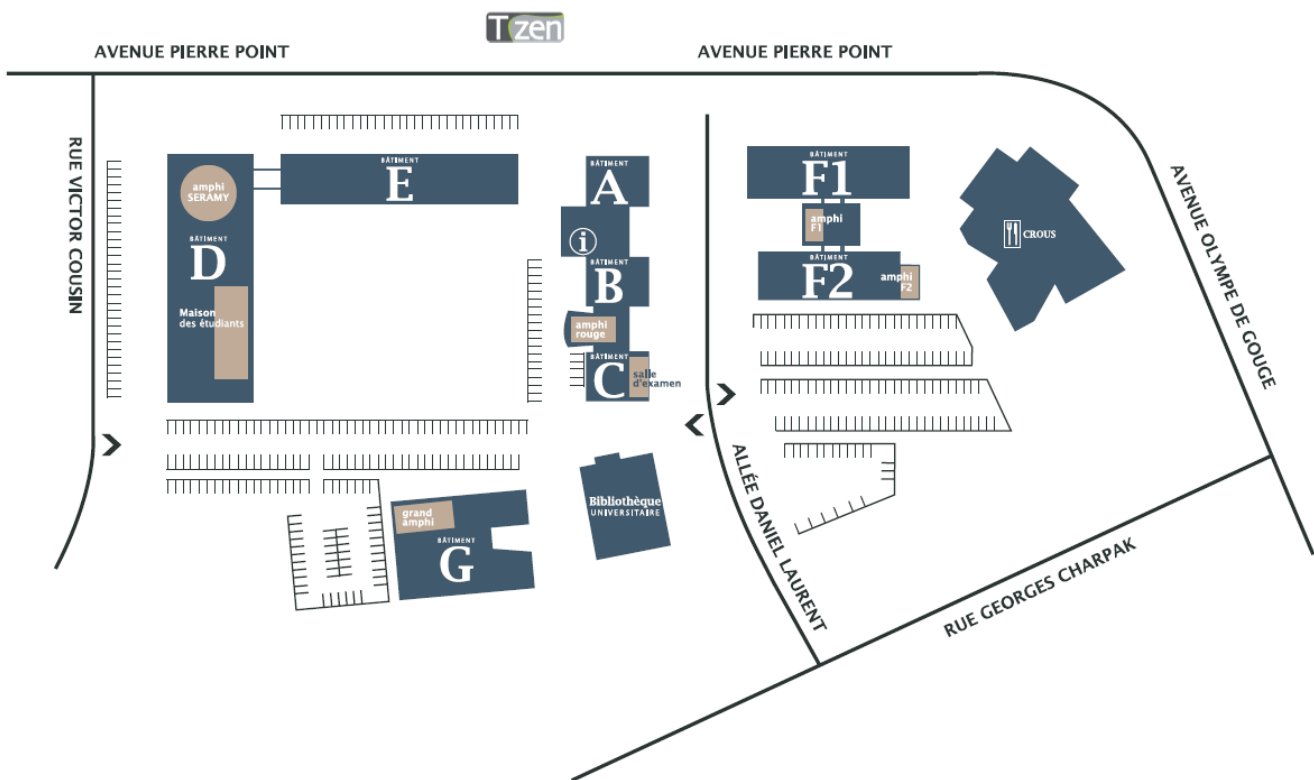 T zen
AVENUE PIERRE POINT
AVENUE PIERRE POINT
RUE VICTOR COUSIN
amphi
SERAMY
BÂTIMENT
D
Maison
des étudiants
BÂTIMENT
E
BÂTIMENT
A
i
BÂTIMENT
B
amphi
rouge
BÂTIMENT
C
salle
d'examen
BÂTIMENT
F1
amphi
F1
BÂTIMENT
F2
amphi
F2
CROUS
AVENUE OLYMPE DE GOUGE
grand
amphi
BÂTIMENT
G
Bibliothèque
UNIVERSITAIRE
ALLÉE DANIEL LAURENT
RUE GEORGES CHARPAK